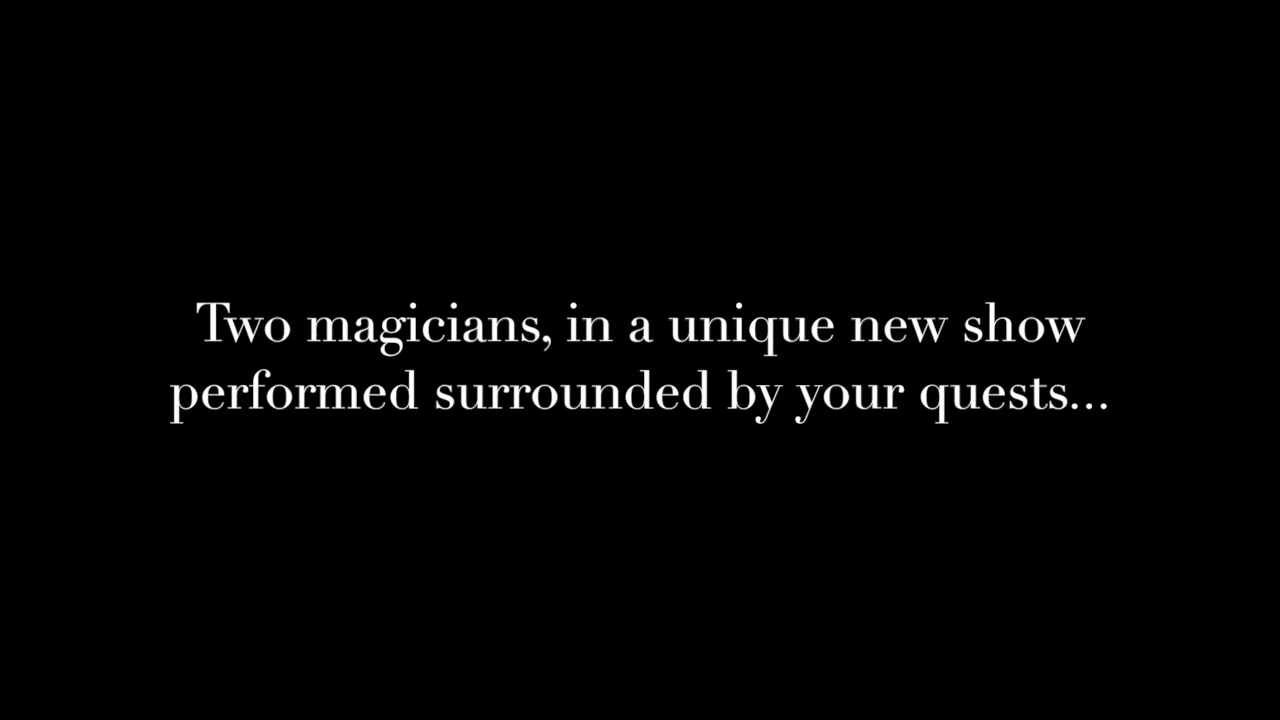 Two magicians, in a unique new show
performed surrounded by your quests...